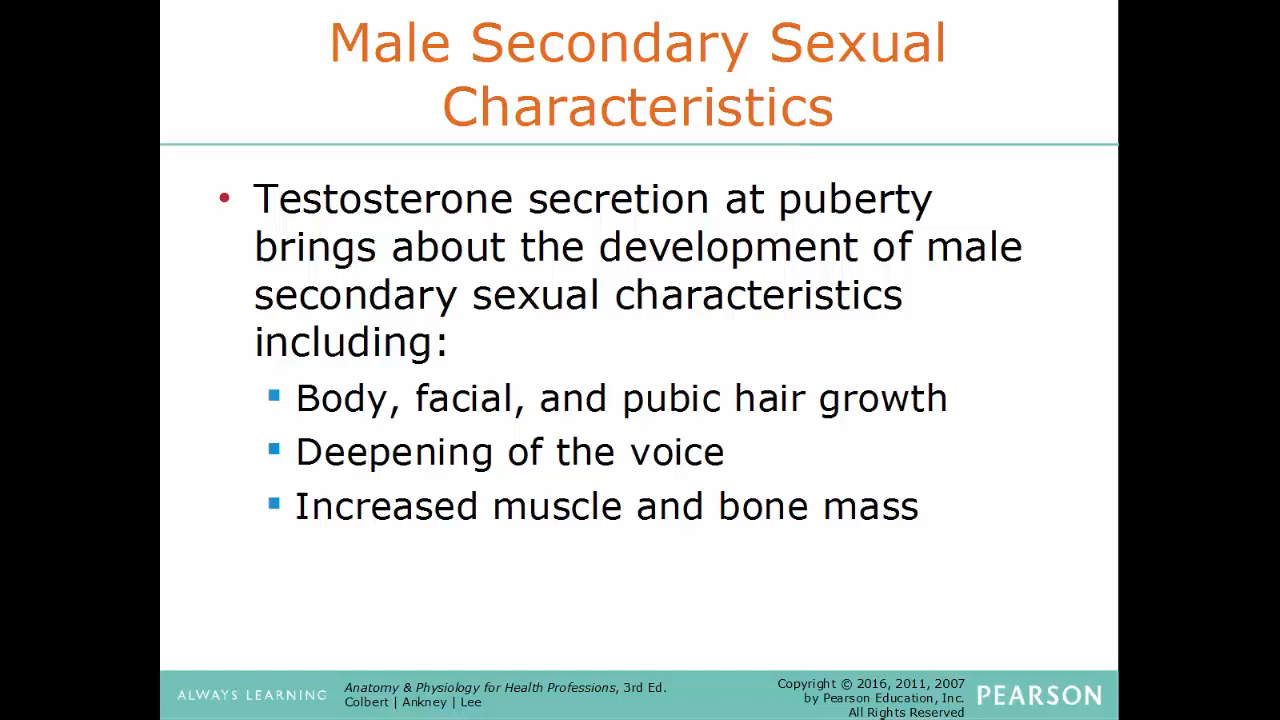 Male Secondary Sexual
Characteristics
• Testosterone secretion at puberty
brings about the development of male
secondary sexual characteristics
including:
▪ Body, facial, and pubic hair growth
▪ Deepening of the voice
▪ Increased muscle and bone mass
ALWAYS LEARNING
Anatomy & Physiology for Health Professions, 3rd Ed.
Colbert | Ankney | Lee
Copyright © 2016, 2011, 2007
by Pearson Education, Inc.
All Rights Reserved
PEARSON